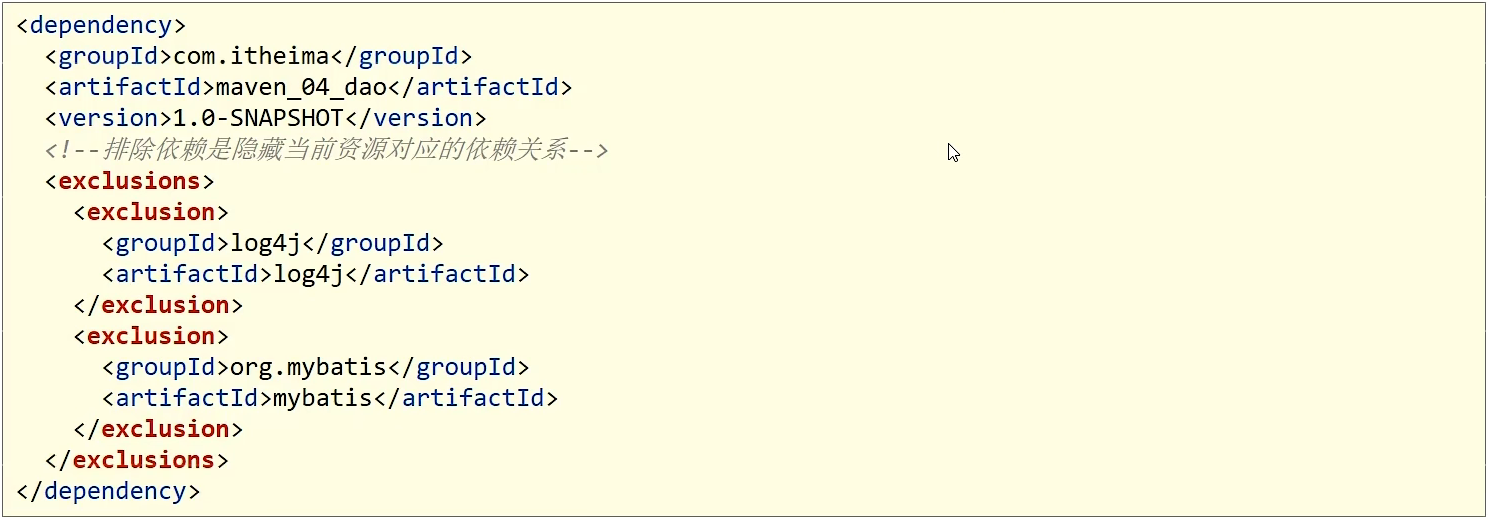 <dependency>
  <groupId>com.itheima</groupId>
  <artifactId>maven_04_dao</artifactId>
  <version>1.0-SNAPSHOT</version>
  <!--排除依赖是隐藏当前资源对应的依赖关系-->
  <exclusions>
    <exclusion>
      <groupId>log4j</groupId>
      <artifactId>log4j</artifactId>
    </exclusion>
    <exclusion>
      <groupId>org.mybatis</groupId>
      <artifactId>mybatis</artifactId>
    </exclusion>
  </exclusions>
</dependency>